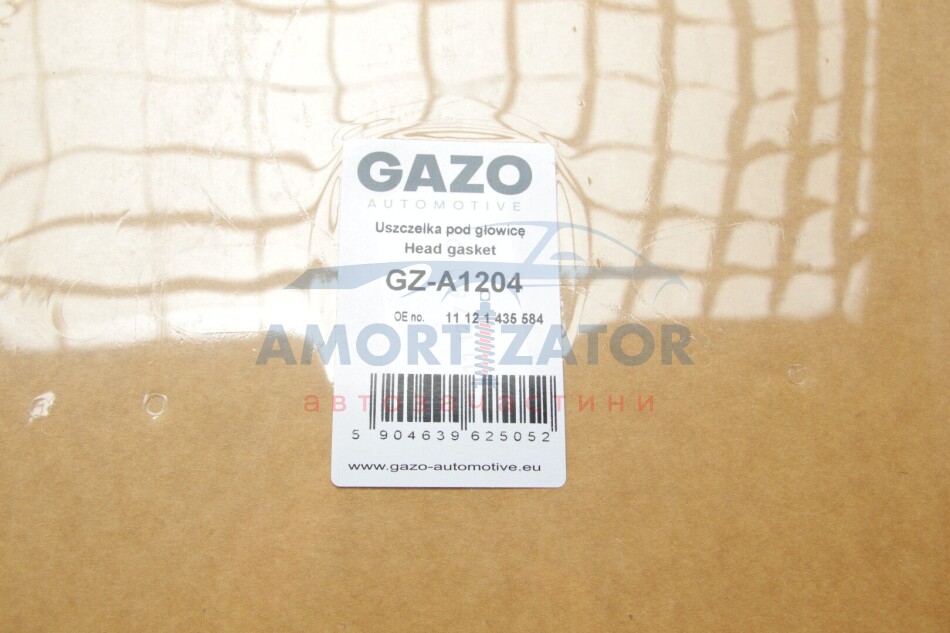 GAZO
AUTOMOTIVE
Uszczelka pod głowicę
Head gasket
GZ-A1204
OE no. 11 12 1 435 584
AMORTIZATOR
автозапчастини
5 904639 625052
www.gazo-automotive.eu